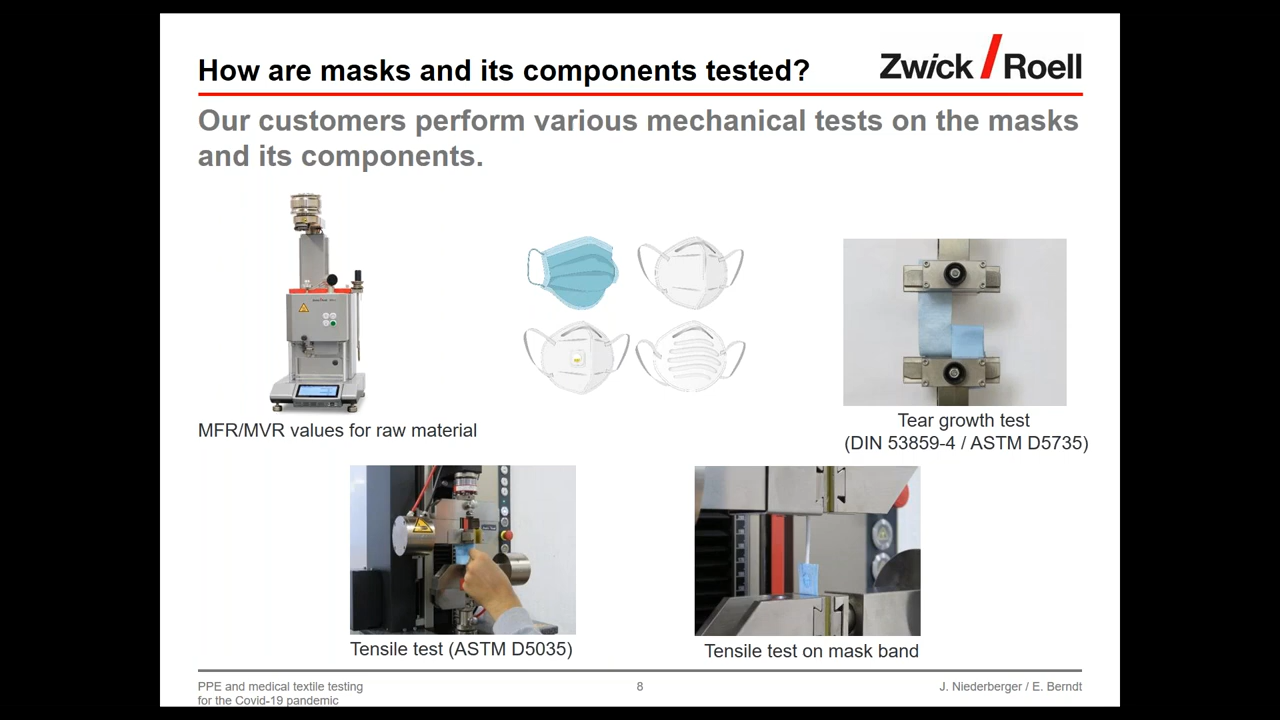 How are masks and its components tested?
Zwick / Roell
Our customers perform various mechanical tests on the masks
and its components.
MFR/MVR values for raw material
Tear growth test
(DIN 53859-4 / ASTM D5735)
Tensile test (ASTM D5035)
Tensile test on mask band
PPE and medical textile testing
for the Covid-19 pandemic
8
J. Niederberger / E. Berndt